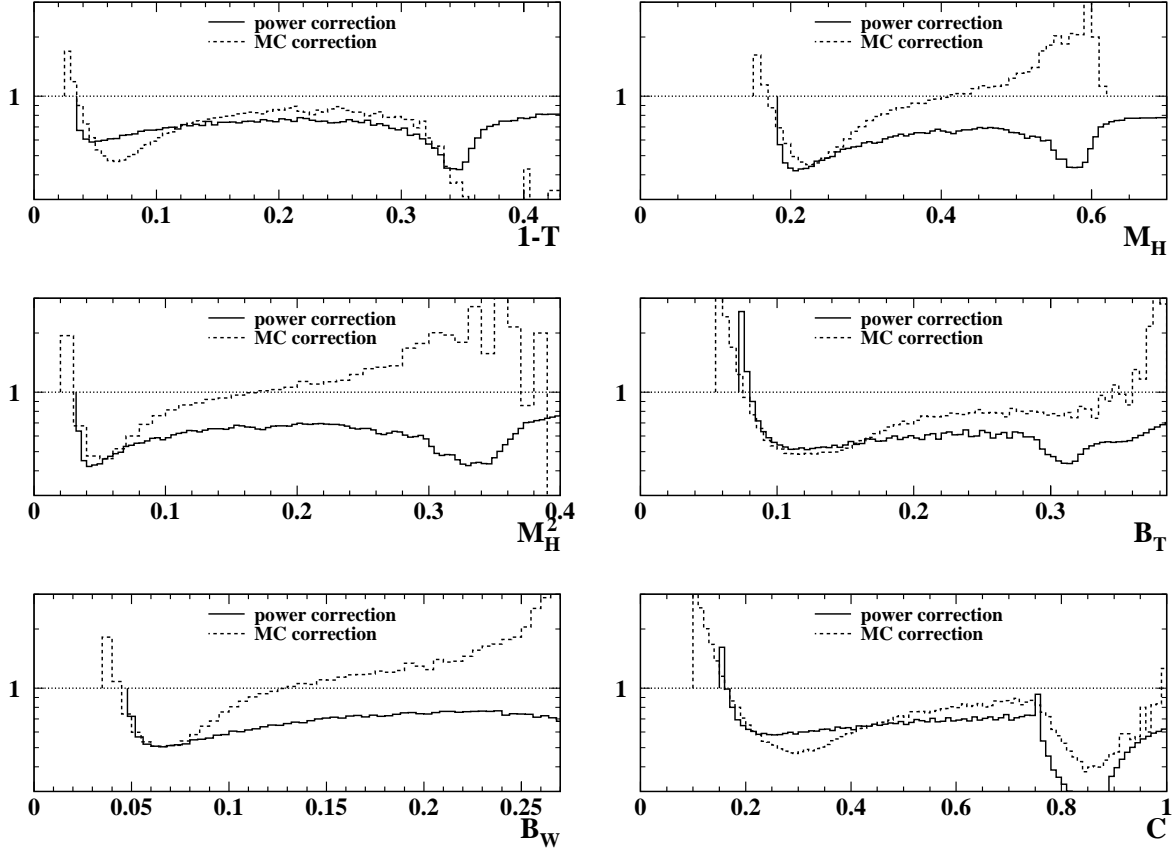 power correction
MC correction
1
0 0.1 0.2 0.3 0.4
1-T
power correction
MC correction
1
0 0.2 0.4 0.6
M_H
power correction
MC correction
1
0 0.1 0.2 0.3 0.4
M_H^2
power correction
MC correction
1
0 0.1 0.2 0.3
B_T
power correction
MC correction
1
0 0.05 0.1 0.15 0.2 0.25
B_W
power correction
MC correction
1
0 0.2 0.4 0.6 0.8 1
C